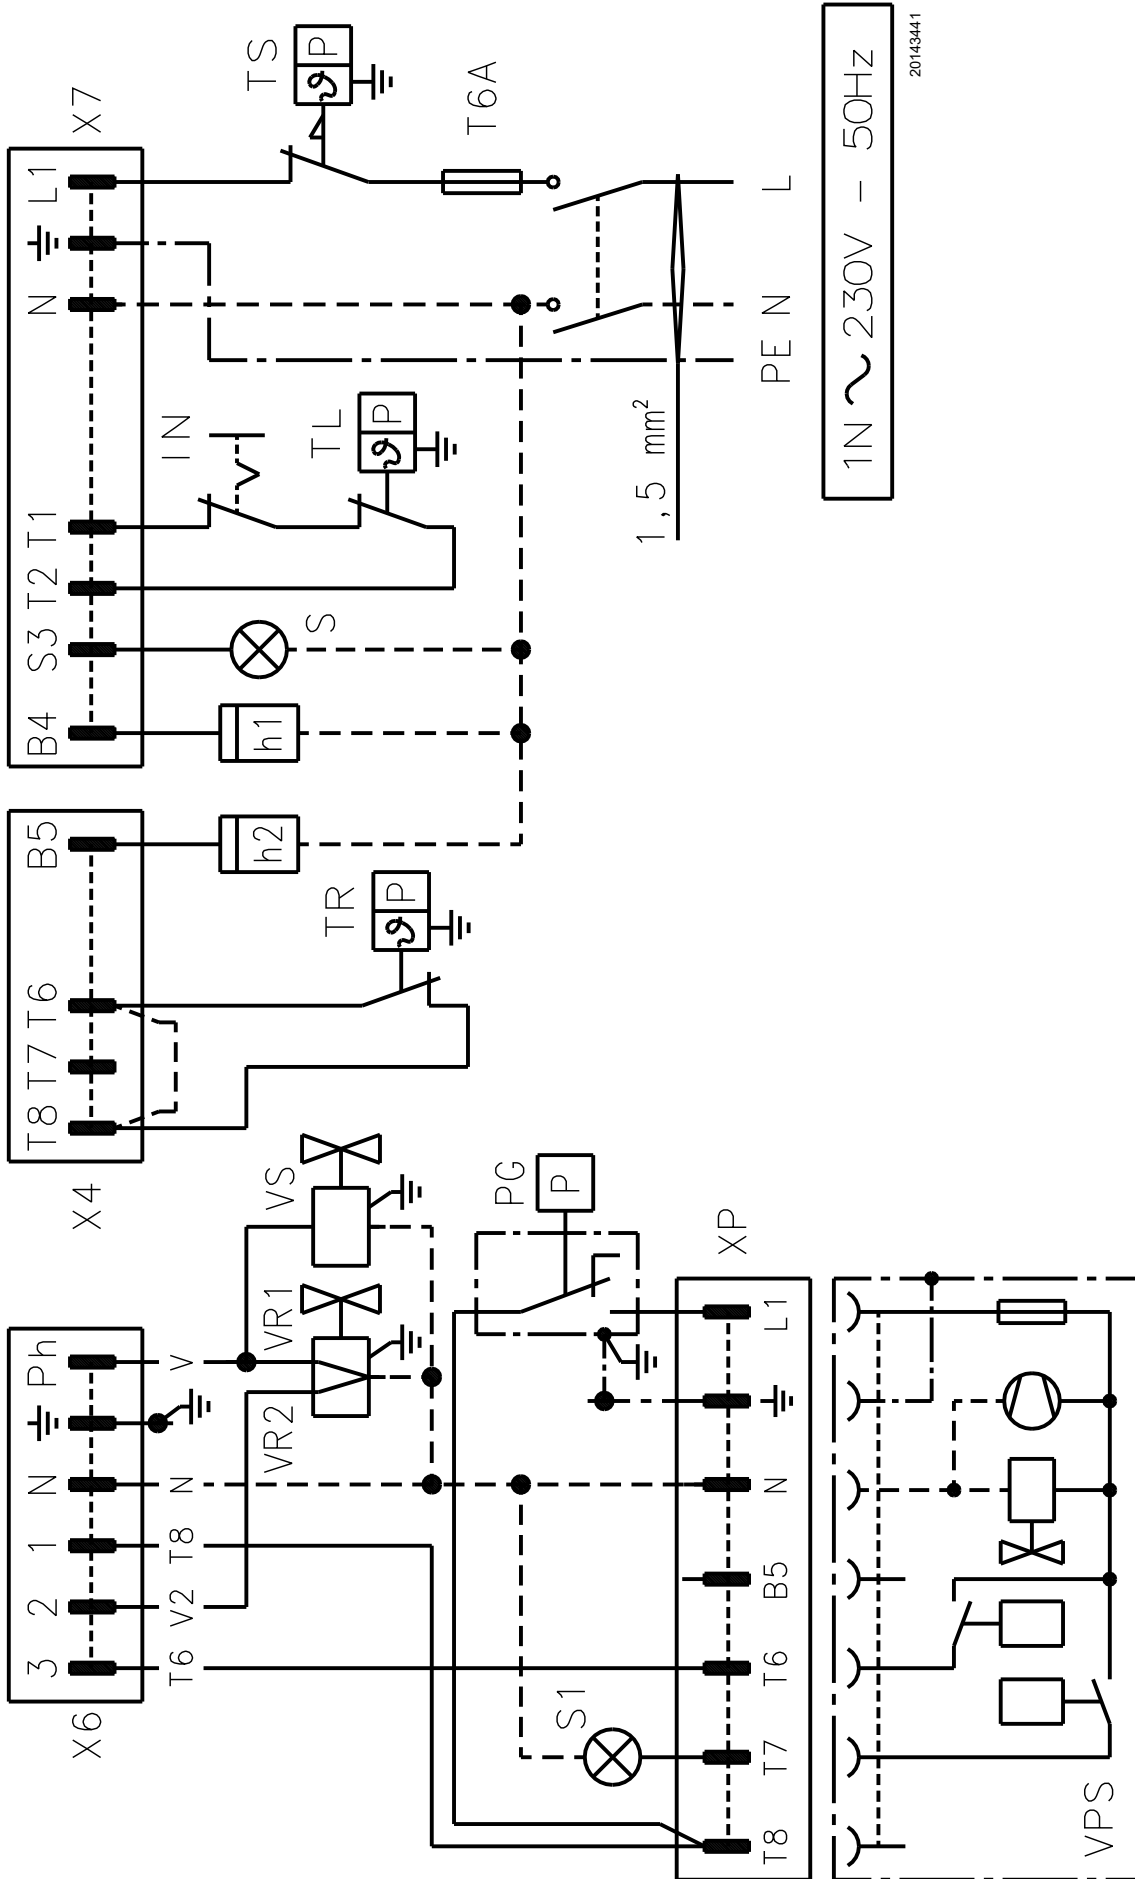 X7
L1
N
T1
T2
S3
B4
TS
P
ϑ
T6A
L
N
PE
1,5 mm²
1N ~ 230V - 50Hz
20143441
IN
TL
P
ϑ
S
h1
X4
B5
T6
T7
T8
h2
TR
P
ϑ
X6
Ph
N
1
2
3
V
N
T8
V2
T6
VS
VR1
VR2
PG
P
S1
XP
L1
N
B5
T6
T7
T8
VPS